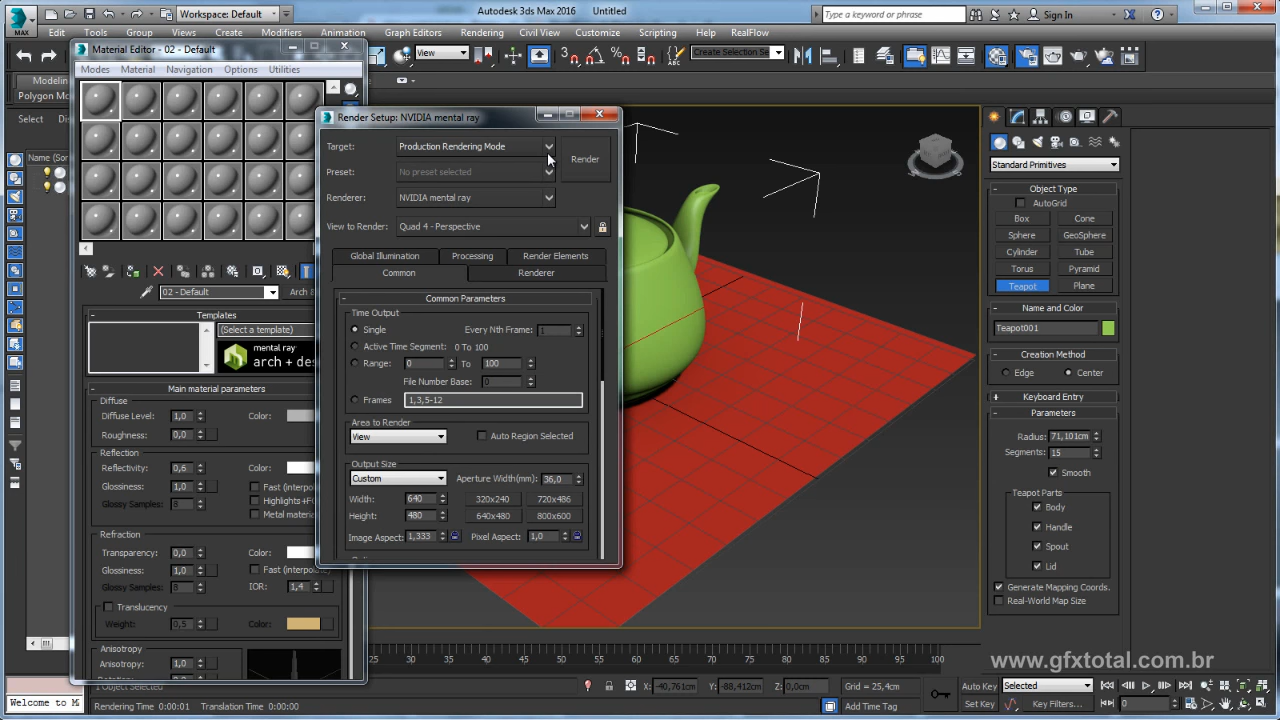 MAX
Workspace: Default
Autodesk 3ds Max 2016
Untitled
Type a keyword or phrase
Sign In
Edit Tools Group Views Create Modifiers Animation Graph Editors Rendering Civil View Customize Scripting Help RealFlow
View
Create Selection Se
Modeling
Polygon Mo
Select
Name (So
Material Editor - 02 - Default
Modes Material Navigation Options Utilities
02 - Default
Arch
Templates
(Select a template)
mental ray
arch + des
Main material parameters
Diffuse
Diffuse Level: 1,0 Color:
Roughness: 0,0
Reflection
Reflectivity: 0,6 Color:
Glossiness: 1,0 Fast (interpol
Glossy Samples: 8 Highlights+FG
Metal materia
Refraction
Transparency: 0,0 Color:
Glossiness: 1,0 Fast (interpola
Glossy Samples: 8 IOR: 1,4
Translucency
Weight: 0,5 Color:
Anisotropy
Anisotropy: 1,0
Render Setup: NVIDIA mental ray
Target: Production Rendering Mode
Render
Preset: No preset selected
Renderer: NVIDIA mental ray
View to Render: Quad 4 - Perspective
Global Illumination Processing Render Elements
Common Renderer
Common Parameters
Time Output
Single Every Nth Frame: 1
Active Time Segment: 0 To 100
Range: 0 To 100
File Number Base: 0
Frames 1,3,5-12
Area to Render
View Auto Region Selected
Output Size
Custom Aperture Width(mm): 36,0
Width: 640 320x240 720x486
Height: 480 640x480 800x600
Image Aspect: 1,333 Pixel Aspect: 1,0
Standard Primitives
Object Type
AutoGrid
Box Cone
Sphere GeoSphere
Cylinder Tube
Torus Pyramid
Teapot Plane
Name and Color
Teapot001
Creation Method
Edge Center
Keyboard Entry
Parameters
Radius: 71,101cm
Segments: 15
Smooth
Teapot Parts
Body
Handle
Spout
Lid
Generate Mapping Coords.
Real-World Map Size
25 30 35 40 45 50 55 60 65 70 75 80 85 90 95 100
www.gfxtotal.com.br
1 Object Selected
X: -40,761cm Y: -88,412cm Z: 0,0cm Grid = 25,4cm
Auto Key Selected
Welcome to M
Rendering Time 0:00:01 Translation Time 0:00:00
Add Time Tag
Set Key Key Filters... 0